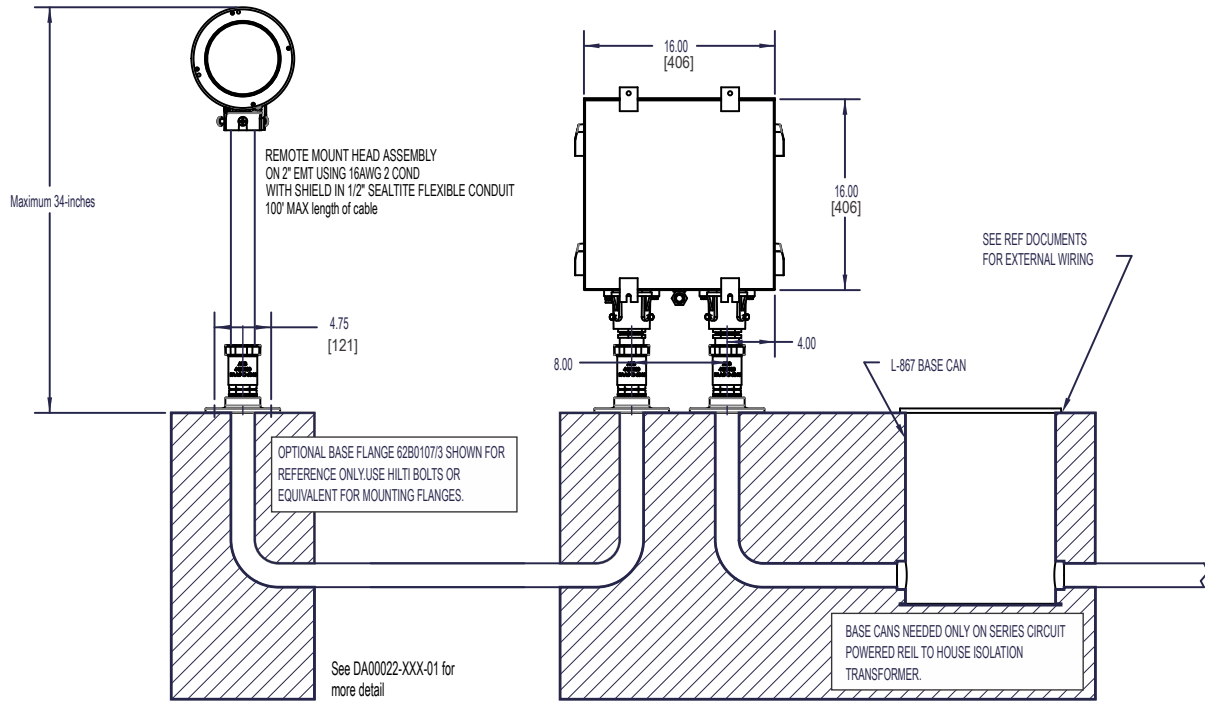 16.00
[406]
REMOTE MOUNT HEAD ASSEMBLY
ON 2" EMT USING 16AWG 2 COND
WITH SHIELD IN 1/2" SEALTITE FLEXIBLE CONDUIT
100' MAX length of cable
Maximum 34-inches
16.00
[406]
SEE REF DOCUMENTS
FOR EXTERNAL WIRING
4.75
[121]
8.00
4.00
L-867 BASE CAN
OPTIONAL BASE FLANGE 62B0107/3 SHOWN FOR
REFERENCE ONLY.USE HILTI BOLTS OR
EQUIVALENT FOR MOUNTING FLANGES.
BASE CANS NEEDED ONLY ON SERIES CIRCUIT
POWERED REIL TO HOUSE ISOLATION
TRANSFORMER.
See DA00022-XXX-01 for
more detail